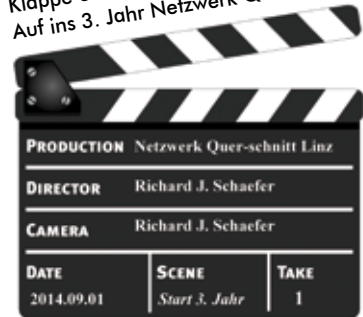 Klappe
Auf ins 3. Jahr Netzwerk
PRODUCTION Netzwerk Quer-schnitt Linz
DIRECTOR Richard J. Schaefer
CAMERA Richard J. Schaefer
DATE SCENE TAKE
2014.09.01 Start 3. Jahr 1